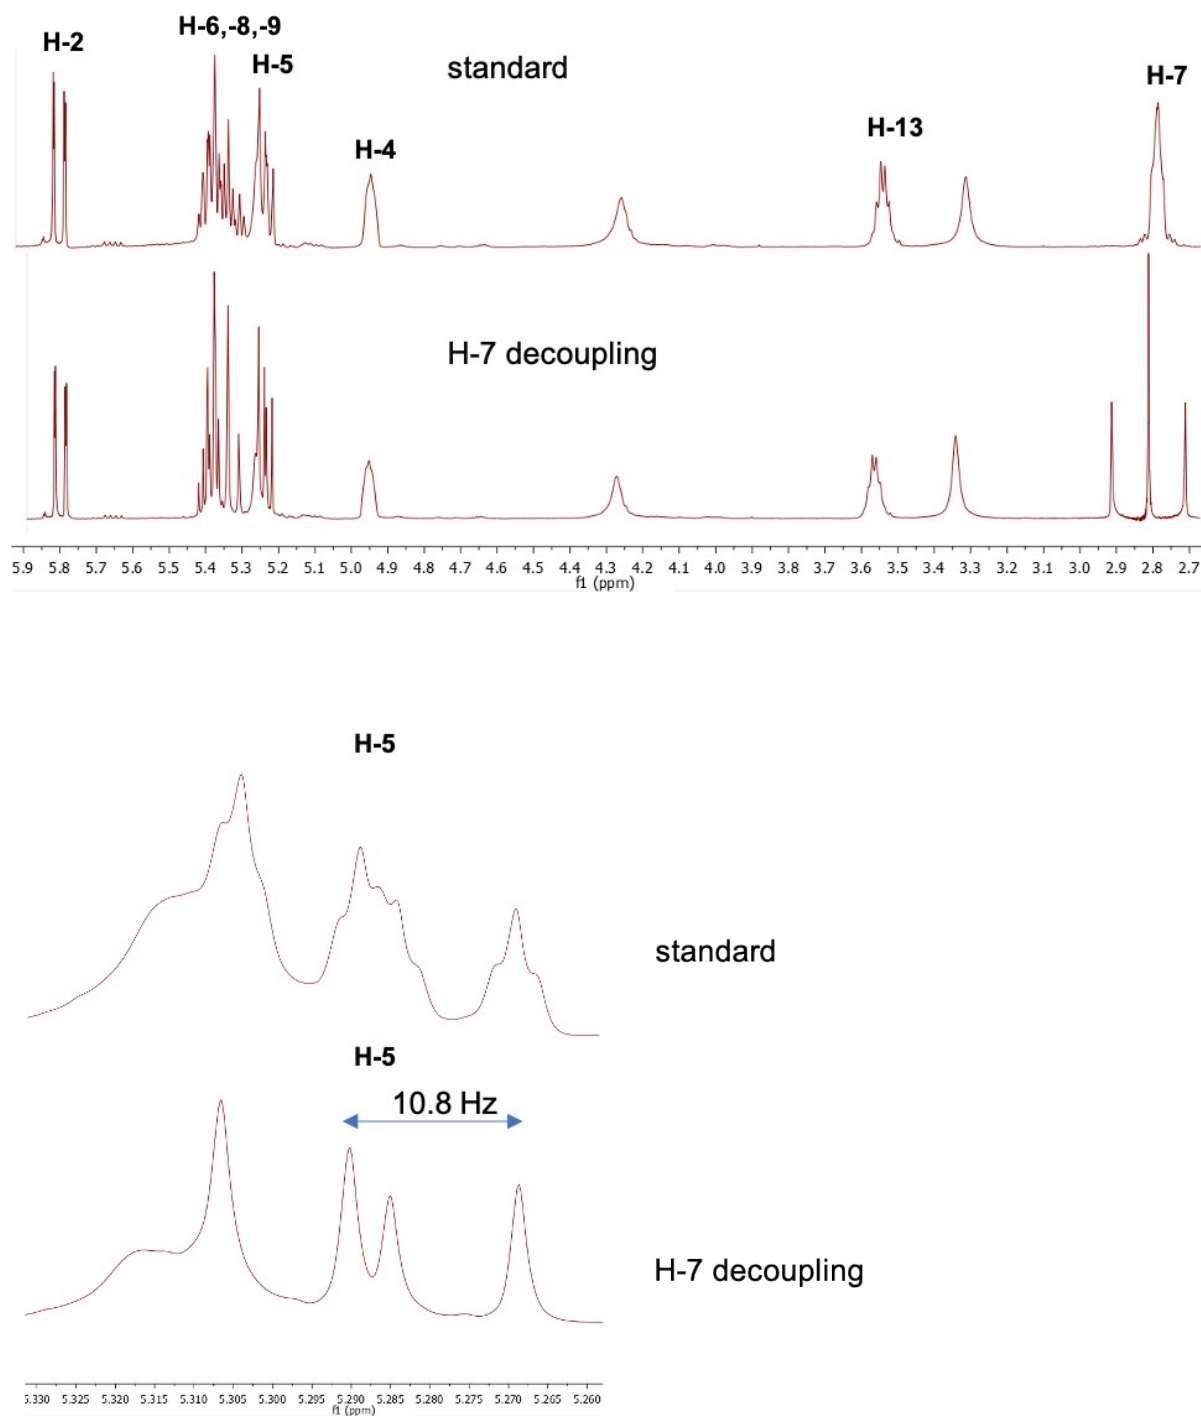 H-6,-8,-9
H-2
H-5
standard
H-7
H-13
H-4
H-7 decoupling
5.9 5.8 5.7 5.6 5.5 5.4 5.3 5.2 5.1 5.0 4.9 4.8 4.7 4.6 4.5 4.4 4.3 4.2 4.1 4.0 3.9 3.8 3.7 3.6 3.5 3.4 3.3 3.2 3.1 3.0 2.9 2.8 2.7
f1 (ppm)
H-5
standard
H-5
10.8 Hz
H-7 decoupling
5.330 5.325 5.320 5.315 5.310 5.305 5.300 5.295 5.290 5.285 5.280 5.275 5.270 5.265 5.260
f1 (ppm)